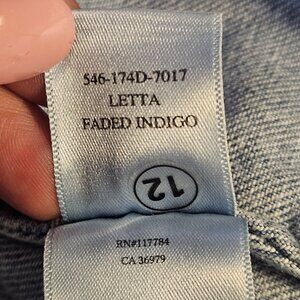 546-174D-7017
LETTA
FADED INDIGO
12
RN#117784
CA 36979